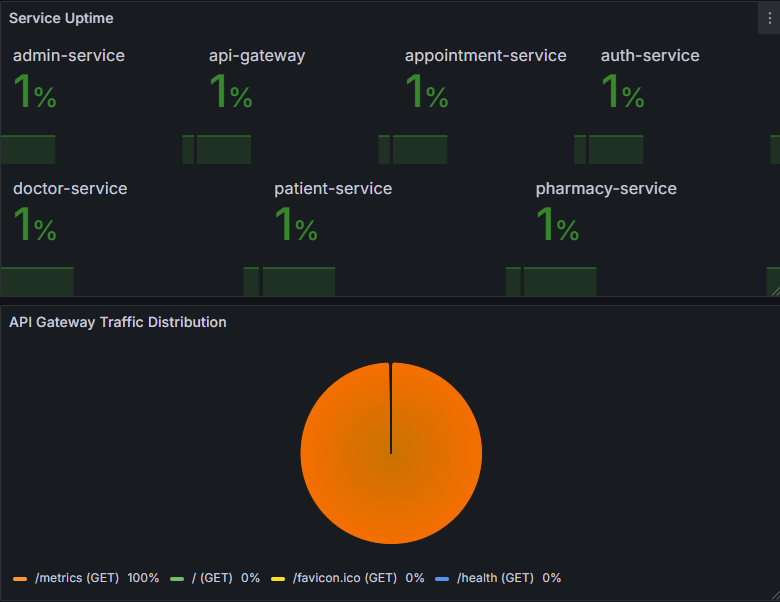 Service Uptime
admin-service api-gateway appointment-service auth-service
1% 1% 1% 1%
doctor-service patient-service pharmacy-service
1% 1% 1%
API Gateway Traffic Distribution
/metrics (GET) 100% / (GET) 0% /favicon.ico (GET) 0% /health (GET) 0%